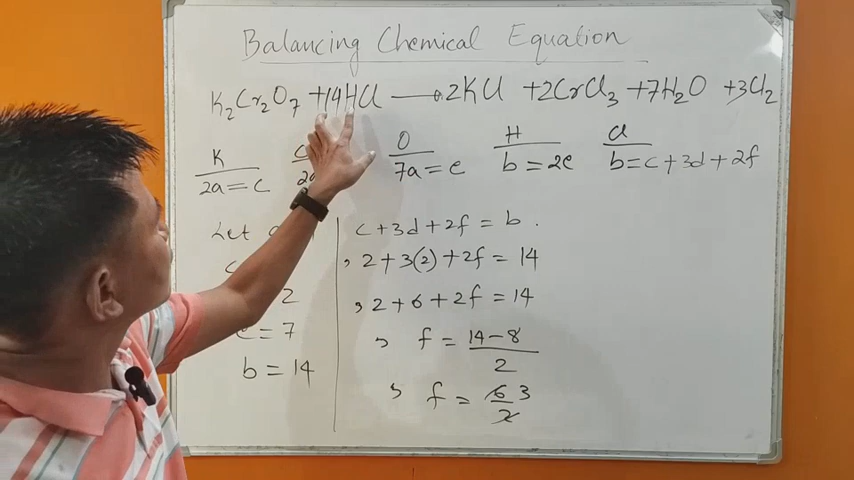 Balancing Chemical Equation
K₂Cr₂O₇ + 14HCl → 2KCl + 2CrCl₃ + 7H₂O + 3Cl₂
K O H Cl
2a = c 7a = e b = 2e b = c + 3d + 2f
Let
c + 3d + 2f = b.
, 2 + 3(2) + 2f = 14
2
, 2 + 6 + 2f = 14
e = 7
, f = 14 - 8
2
b = 14
, f = 6 3
2